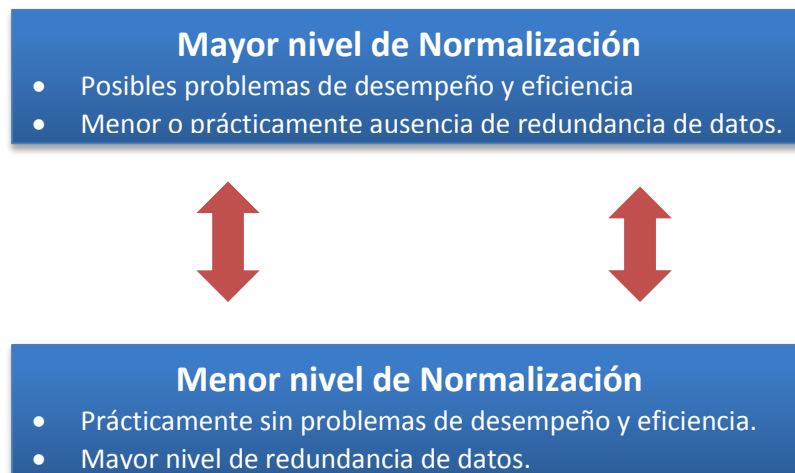 Mayor nivel de Normalización
• Posibles problemas de desempeño y eficiencia
• Menor o prácticamente ausencia de redundancia de datos.
Menor nivel de Normalización
• Prácticamente sin problemas de desempeño y eficiencia.
• Mayor nivel de redundancia de datos.